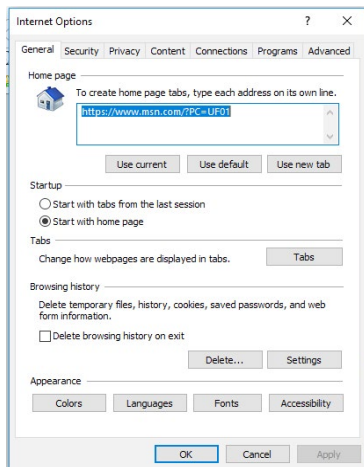 Internet Options ? X
General Security Privacy Content Connections Programs Advanced
Home page
To create home page tabs, type each address on its own line.
https://www.msn.com/?PC=UF01
Use current Use default Use new tab
Startup
Start with tabs from the last session
Start with home page
Tabs
Change how webpages are displayed in tabs. Tabs
Browsing history
Delete temporary files, history, cookies, saved passwords, and web
form information.
Delete browsing history on exit
Delete... Settings
Appearance
Colors Languages Fonts Accessibility
OK Cancel Apply